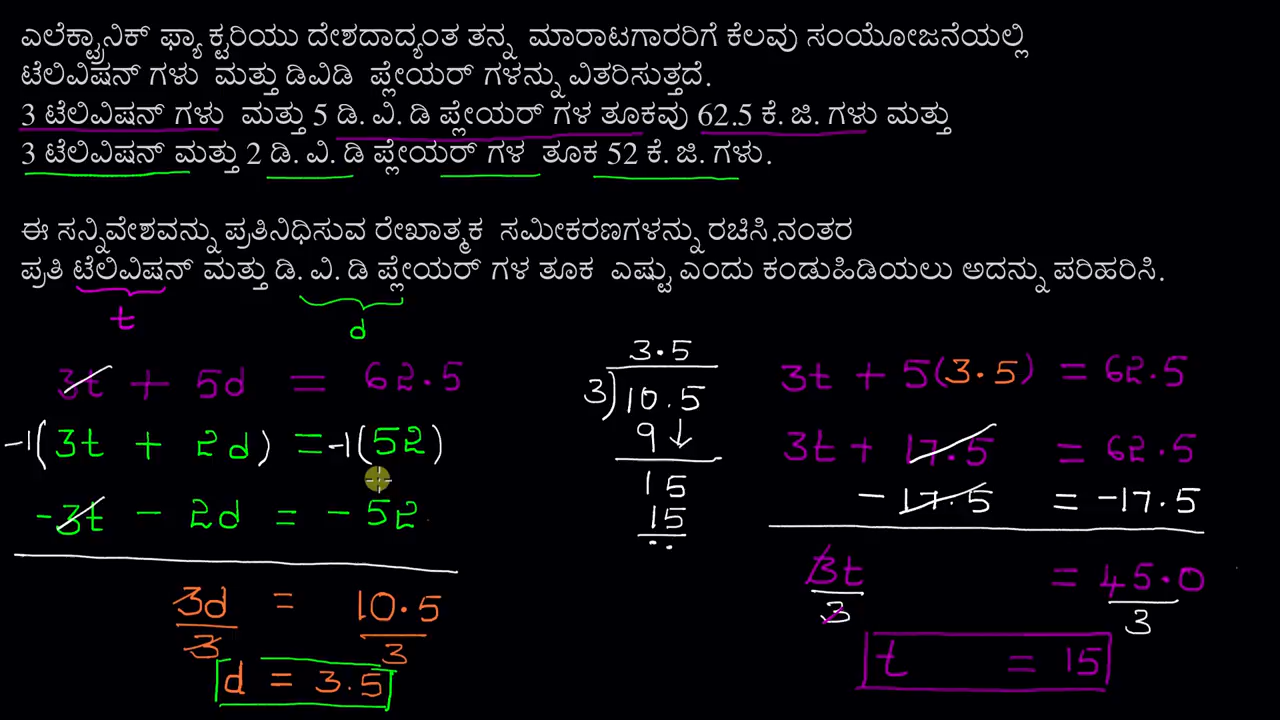 ಎಲೆಕ್ಟ್ರಾನಿಕ್ ಫ್ಯಾ ಕ್ಟರಿಯು ದೇಶದಾದ್ಯಂತ ತನ್ನ ಮಾರಾಟಗಾರರಿಗೆ ಕೆಲವು ಸಂಯೋಜನೆಯಲ್ಲಿ
ಟೆಲಿವಿಷನ್ ಗಳು ಮತ್ತು ಡಿವಿಡಿ ಪ್ಲೇಯರ್ ಗಳನ್ನು ವಿತರಿಸುತ್ತದೆ.
3 ಟೆಲಿವಿಷನ್ ಗಳು ಮತ್ತು 5 ಡಿ. ವಿ. ಡಿ ಪ್ಲೇಯರ್ ಗಳ ತೂಕವು 62.5 ಕೆ. ಜಿ. ಗಳು ಮತ್ತು
3 ಟೆಲಿವಿಷನ್ ಮತ್ತು 2 ಡಿ. ವಿ. ಡಿ ಪ್ಲೇಯರ್ ಗಳ ತೂಕ 52 ಕೆ. ಜಿ. ಗಳು.
ಈ ಸನ್ನಿವೇಶವನ್ನು ಪ್ರತಿನಿಧಿಸುವ ರೇಖಾತ್ಮಕ ಸಮೀಕರಣಗಳನ್ನು ರಚಿಸಿ.ನಂತರ
ಪ್ರತಿ ಟೆಲಿವಿಷನ್ ಮತ್ತು ಡಿ. ವಿ. ಡಿ ಪ್ಲೇಯರ್ ಗಳ ತೂಕ ಎಷ್ಟು ಎಂದು ಕಂಡುಹಿಡಿಯಲು ಅದನ್ನು ಪರಿಹರಿಸಿ.
t
d
3t + 5d = 62.5
-1(3t + 2d) = -1(52)
-3t - 2d = -52
3d = 10.5
3 3
d = 3.5
3.5
3)10.5
9↓
15
15
3t + 5(3.5) = 62.5
3t + 17.5 = 62.5
- 17.5 = -17.5
3t = 45.0
3 3
t = 15